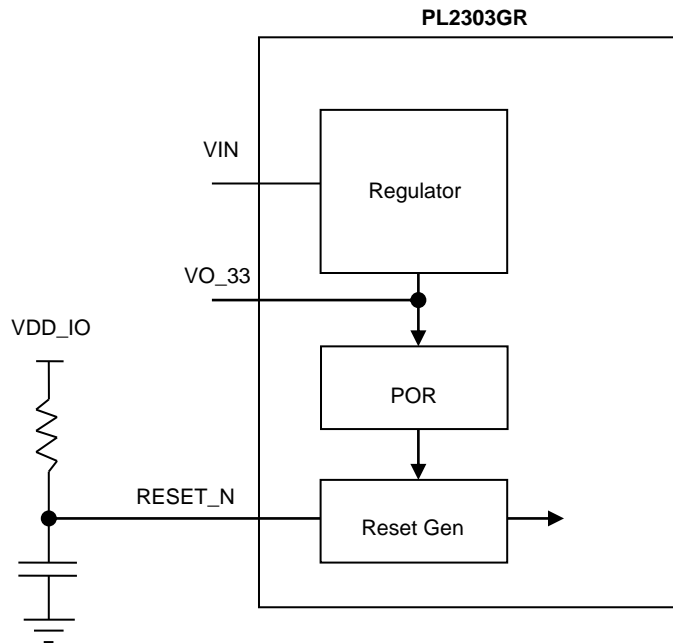 PL2303GR
VIN
Regulator
VO_33
VDD_IO
POR
RESET_N
Reset Gen